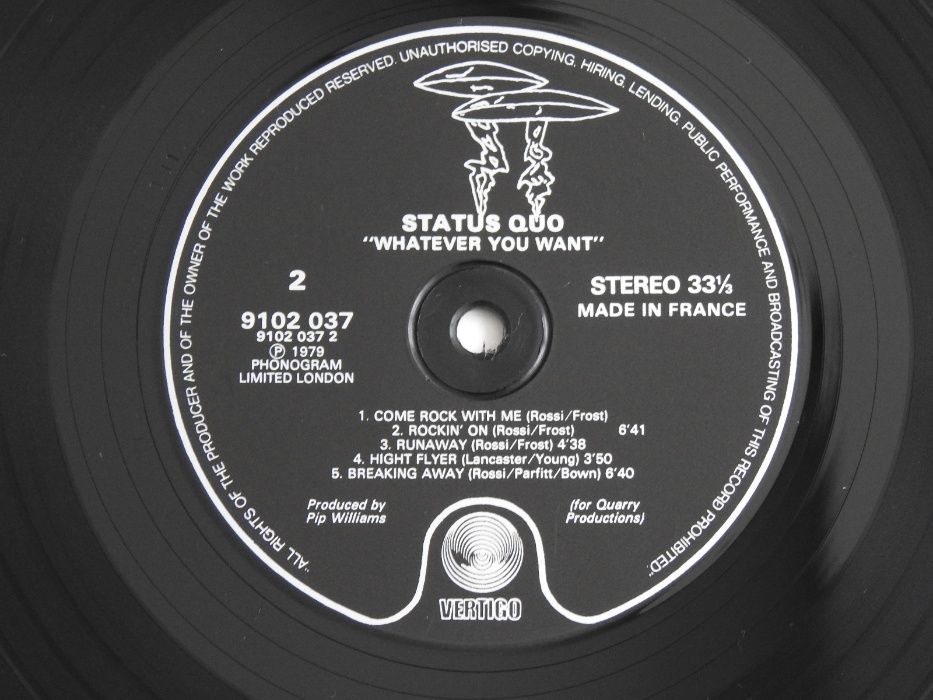 "ALL RIGHTS OF THE PRODUCER AND OF THE OWNER OF THE WORK REPRODUCED RESERVED. UNAUTHORISED COPYING, HIRING, LENDING, PUBLIC PERFORMANCE AND BROADCASTING OF THIS RECORD PROHIBITED"
STATUS QUO
"WHATEVER YOU WANT"
2
9102 037
9102 037 2
℗ 1979
PHONOGRAM
LIMITED LONDON
STEREO 33⅓
MADE IN FRANCE
1. COME ROCK WITH ME (Rossi/Frost)
2. ROCKIN' ON (Rossi/Frost) 6'41
3. RUNAWAY (Rossi/Frost) 4'38
4. HIGHT FLYER (Lancaster/Young) 3'50
5. BREAKING AWAY (Rossi/Parfitt/Bown) 6'40
Produced by
Pip Williams
(for Quarry
Productions)
VERTIGO